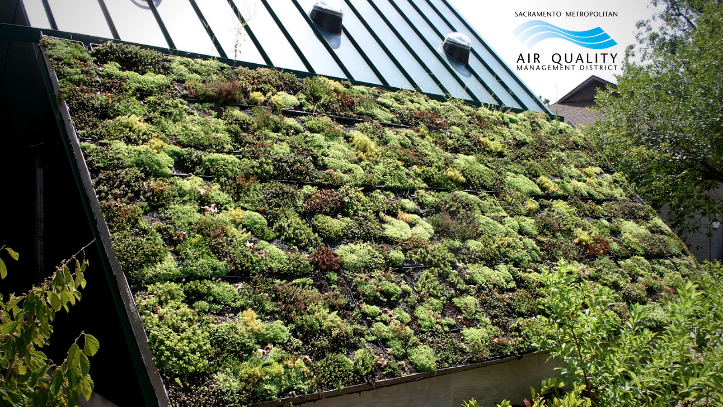 SACRAMENTO METROPOLITAN
AIR QUALITY
MANAGEMENT DISTRICT